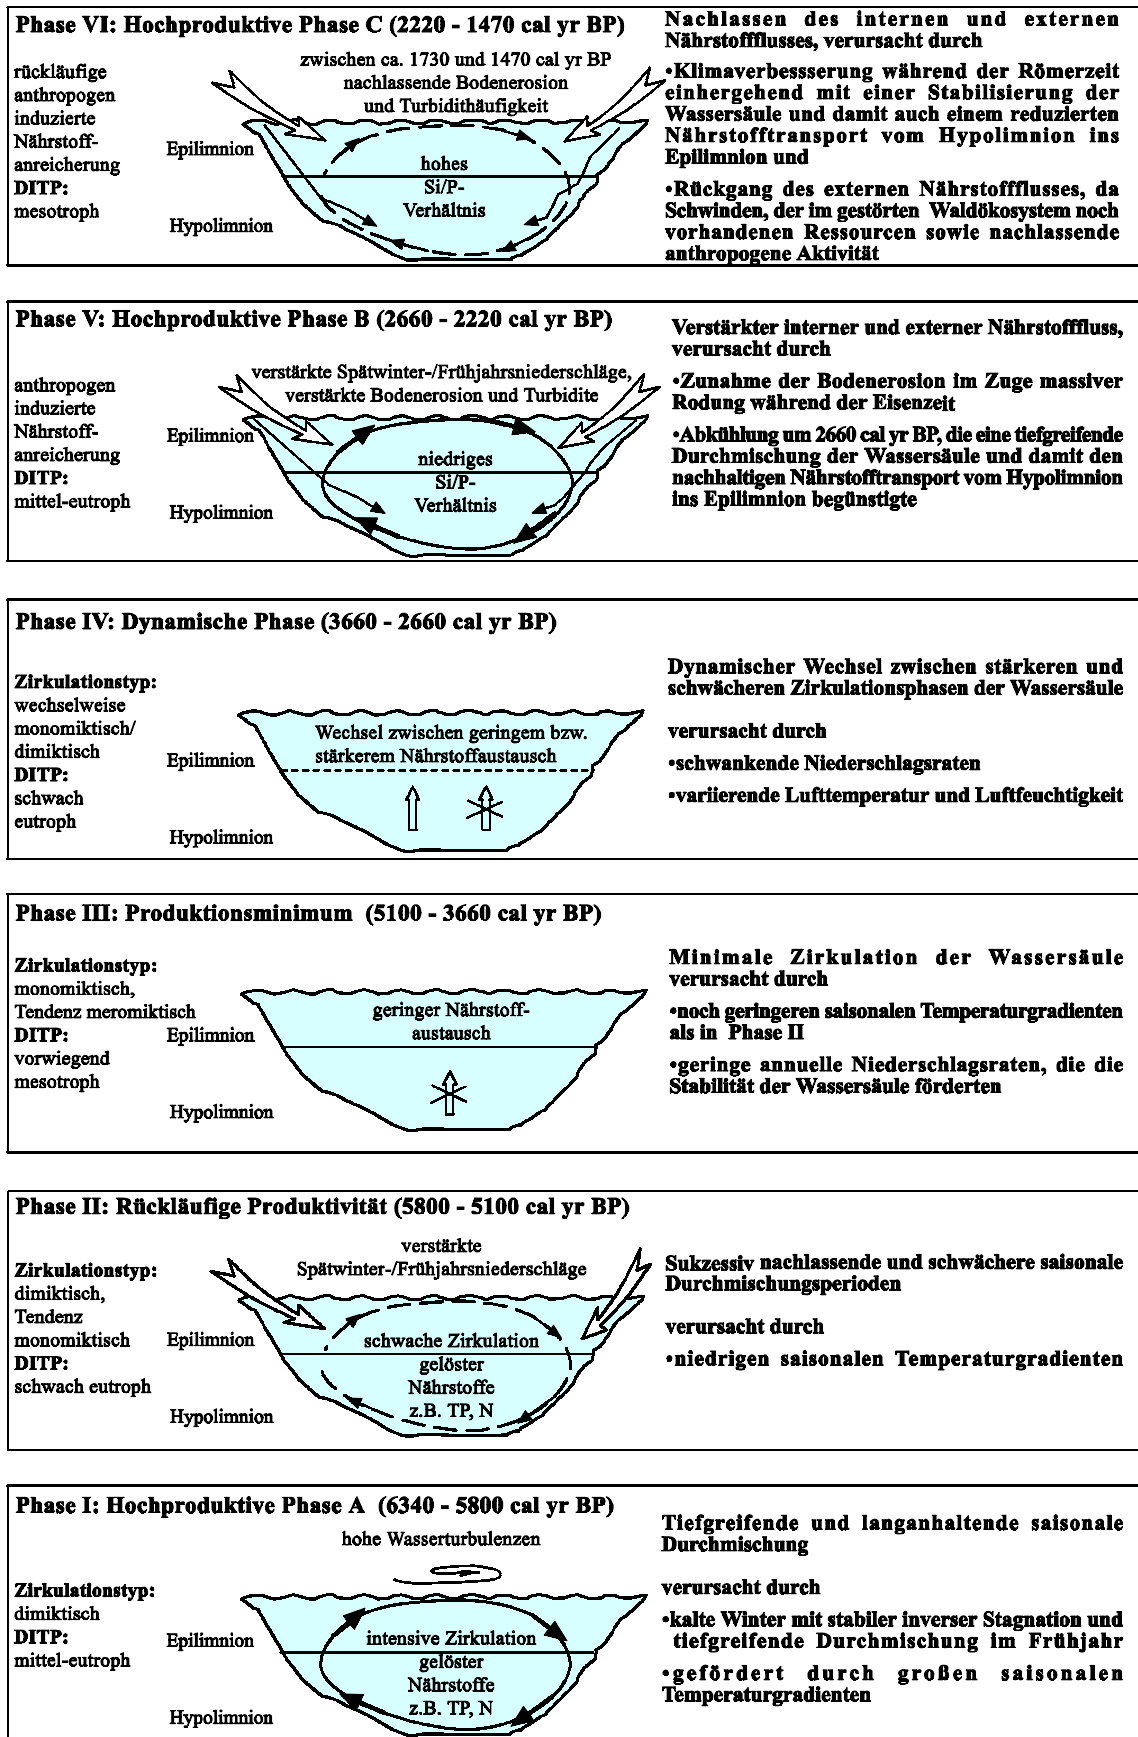 Phase VI: Hochproduktive Phase C (2220 - 1470 cal yr BP)
zwischen ca. 1730 und 1470 cal yr BP
nachlassende Bodenerosion
und Turbidithäufigkeit
rückläufige
anthropogen
induzierte
Nährstoff-
anreicherung
DITP:
mesotroph
Epilimnion
Hypolimnion
hohes
Si/P-
Verhältnis
Nachlassen des internen und externen
Nährstoffflusses, verursacht durch
•Klimaverbessserung während der Römerzeit
einhergehend mit einer Stabilisierung der
Wassersäule und damit auch einem reduzierten
Nährstofftransport vom Hypolimnion ins
Epilimnion und
•Rückgang des externen Nährstoffflusses, da
Schwinden, der im gestörten Waldökosystem noch
vorhandenen Ressourcen sowie nachlassende
anthropogene Aktivität
Phase V: Hochproduktive Phase B (2660 - 2220 cal yr BP)
verstärkte Spätwinter-/Frühjahrsniederschläge,
verstärkte Bodenerosion und Turbidite
anthropogen
induzierte
Nährstoff-
anreicherung
DITP:
mittel-eutroph
Epilimnion
Hypolimnion
niedriges
Si/P-
Verhältnis
Verstärkter interner und externer Nährstofffluss,
verursacht durch
•Zunahme der Bodenerosion im Zuge massiver
Rodung während der Eisenzeit
•Abkühlung um 2660 cal yr BP, die eine tiefgreifende
Durchmischung der Wassersäule und damit den
nachhaltigen Nährstofftransport vom Hypolimnion
ins Epilimnion begünstigte
Phase IV: Dynamische Phase (3660 - 2660 cal yr BP)
Zirkulationstyp:
wechselweise
monomiktisch/
dimiktisch
DITP:
schwach
eutroph
Epilimnion
Hypolimnion
Wechsel zwischen geringem bzw.
stärkerem Nährstoffaustausch
Dynamischer Wechsel zwischen stärkeren und
schwächeren Zirkulationsphasen der Wassersäule
verursacht durch
•schwankende Niederschlagsraten
•variierende Lufttemperatur und Luftfeuchtigkeit
Phase III: Produktionsminimum (5100 - 3660 cal yr BP)
Zirkulationstyp:
monomiktisch,
Tendenz meromiktisch
DITP:
vorwiegend
mesotroph
Epilimnion
Hypolimnion
geringer Nährstoff-
austausch
Minimale Zirkulation der Wassersäule
verursacht durch
•noch geringeren saisonalen Temperaturgradienten
als in Phase II
•geringe annuelle Niederschlagsraten, die die
Stabilität der Wassersäule förderten
Phase II: Rückläufige Produktivität (5800 - 5100 cal yr BP)
verstärkte
Spätwinter-/Frühjahrsniederschläge
Zirkulationstyp:
dimiktisch,
Tendenz
monomiktisch
DITP:
schwach eutroph
Epilimnion
Hypolimnion
schwache Zirkulation
gelöster
Nährstoffe
z.B. TP, N
Sukzessiv nachlassende und schwächere saisonale
Durchmischungsperioden
verursacht durch
•niedrigen saisonalen Temperaturgradienten
Phase I: Hochproduktive Phase A (6340 - 5800 cal yr BP)
hohe Wasserturbulenzen
Zirkulationstyp:
dimiktisch
DITP:
mittel-eutroph
Epilimnion
Hypolimnion
intensive Zirkulation
gelöster
Nährstoffe
z.B. TP, N
Tiefgreifende und langanhaltende saisonale
Durchmischung
verursacht durch
•kalte Winter mit stabiler inverser Stagnation und
tiefgreifende Durchmischung im Frühjahr
•gefördert durch großen saisonalen
Temperaturgradienten